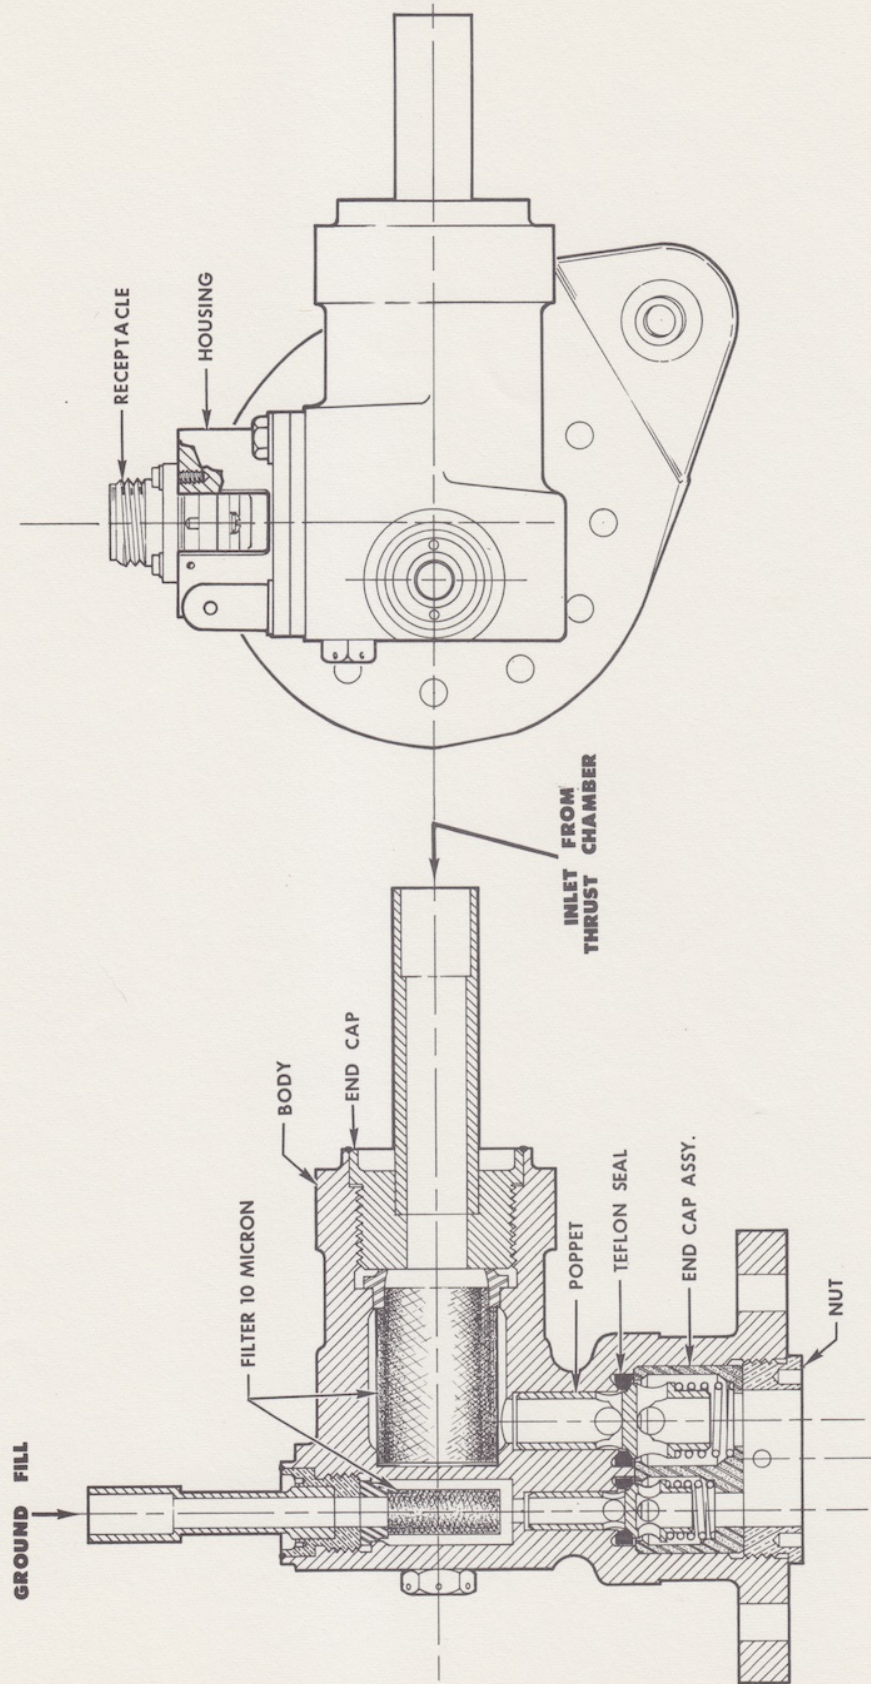 RECEPTACLE
HOUSING
INLET FROM
THRUST CHAMBER
GROUND FILL
FILTER 10 MICRON
BODY
END CAP
POPPET
TEFLON SEAL
END CAP ASSY.
NUT